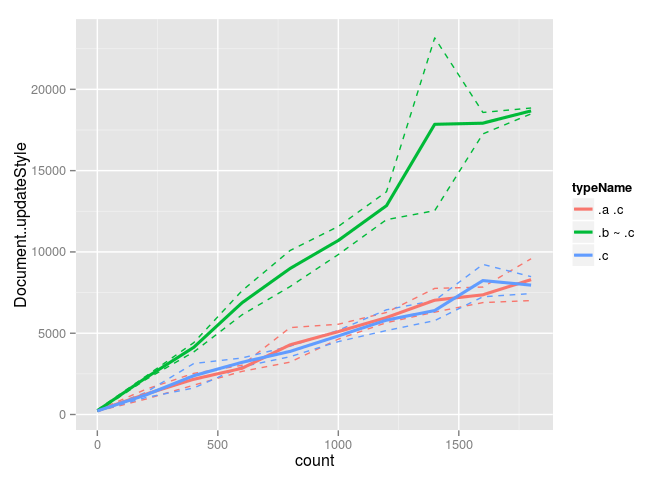 20000
15000
10000
5000
0
Document..updateStyle
0 500 1000 1500
count
typeName
.a .c
.b ~ .c
.c